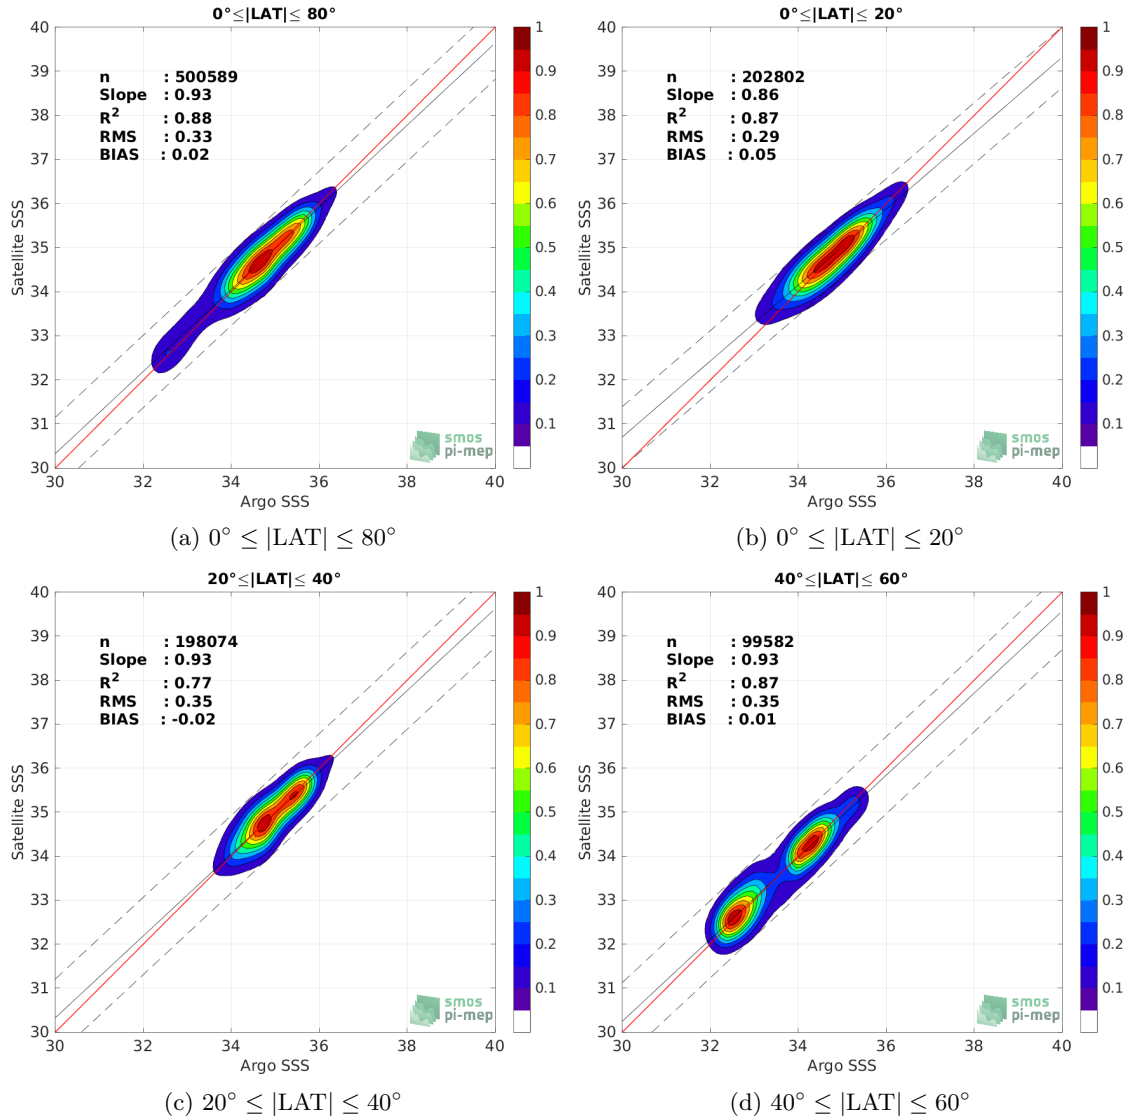 0°≤|LAT|≤ 80°
n : 500589
Slope : 0.93
R2 : 0.88
RMS : 0.33
BIAS : 0.02
Satellite SSS
40
39
38
37
36
35
34
33
32
31
30
30 32 34 36 38 40
Argo SSS
smos
pi-mep
1
0.9
0.8
0.7
0.6
0.5
0.4
0.3
0.2
0.1
(a) 0° ≤ |LAT| ≤ 80°
0°≤|LAT|≤ 20°
n : 202802
Slope : 0.86
R2 : 0.87
RMS : 0.29
BIAS : 0.05
Satellite SSS
40
39
38
37
36
35
34
33
32
31
30
30 32 34 36 38 40
Argo SSS
smos
pi-mep
1
0.9
0.8
0.7
0.6
0.5
0.4
0.3
0.2
0.1
(b) 0° ≤ |LAT| ≤ 20°
20°≤|LAT|≤ 40°
n : 198074
Slope : 0.93
R2 : 0.77
RMS : 0.35
BIAS : -0.02
Satellite SSS
40
39
38
37
36
35
34
33
32
31
30
30 32 34 36 38 40
Argo SSS
smos
pi-mep
1
0.9
0.8
0.7
0.6
0.5
0.4
0.3
0.2
0.1
(c) 20° ≤ |LAT| ≤ 40°
40°≤|LAT|≤ 60°
n : 99582
Slope : 0.93
R2 : 0.87
RMS : 0.35
BIAS : 0.01
Satellite SSS
40
39
38
37
36
35
34
33
32
31
30
30 32 34 36 38 40
Argo SSS
smos
pi-mep
1
0.9
0.8
0.7
0.6
0.5
0.4
0.3
0.2
0.1
(d) 40° ≤ |LAT| ≤ 60°